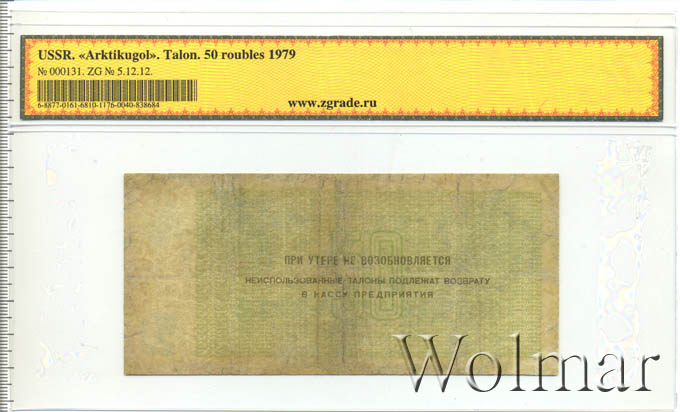 USSR. «Arktikugol». Talon. 50 roubles 1979
№ 000131. ZG № 5.12.12.
6-8877-0161-6810-1176-0040-838684
www.zgrade.ru
50
ПРИ УТЕРЕ НЕ ВОЗОБНОВЛЯЕТСЯ
НЕИСПОЛЬЗОВАННЫЕ ТАЛОНЫ ПОДЛЕЖАТ ВОЗВРАТУ
В КАССУ ПРЕДПРИЯТИЯ
Wolmar